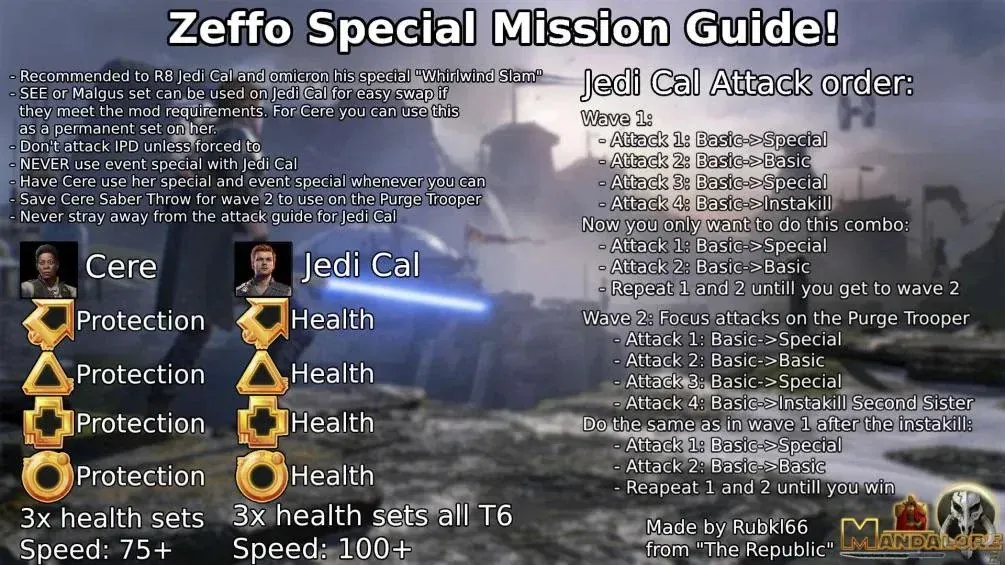 Zeffo Special Mission Guide!
- Recommended to R8 Jedi Cal and omicron his special "Whirlwind Slam"
- SEE or Malgus set can be used on Jedi Cal for easy swap if
they meet the mod requirements. For Cere you can use this
as a permanent set on her.
- Don't attack IPD unless forced to
- NEVER use event special with Jedi Cal
- Have Cere use her special and event special whenever you can
- Save Cere Saber Throw for wave 2 to use on the Purge Trooper
- Never stray away from the attack guide for Jedi Cal
Cere
Protection
Protection
Protection
Protection
3x health sets
Speed: 75+
Jedi Cal
Health
Health
Health
Health
3x health sets all T6
Speed: 100+
Jedi Cal Attack order:
Wave 1:
- Attack 1: Basic->Special
- Attack 2: Basic->Basic
- Attack 3: Basic->Special
- Attack 4: Basic->Instakill
Now you only want to do this combo:
- Attack 1: Basic->Special
- Attack 2: Basic->Basic
- Repeat 1 and 2 untill you get to wave 2
Wave 2: Focus attacks on the Purge Trooper
- Attack 1: Basic->Special
- Attack 2: Basic->Basic
- Attack 3: Basic->Special
- Attack 4: Basic->Instakill Second Sister
Do the same as in wave 1 after the instakill:
- Attack 1: Basic->Special
- Attack 2: Basic->Basic
- Reapeat 1 and 2 untill you win
Made by Rubkl66
from "The Republic"
MANDALORE